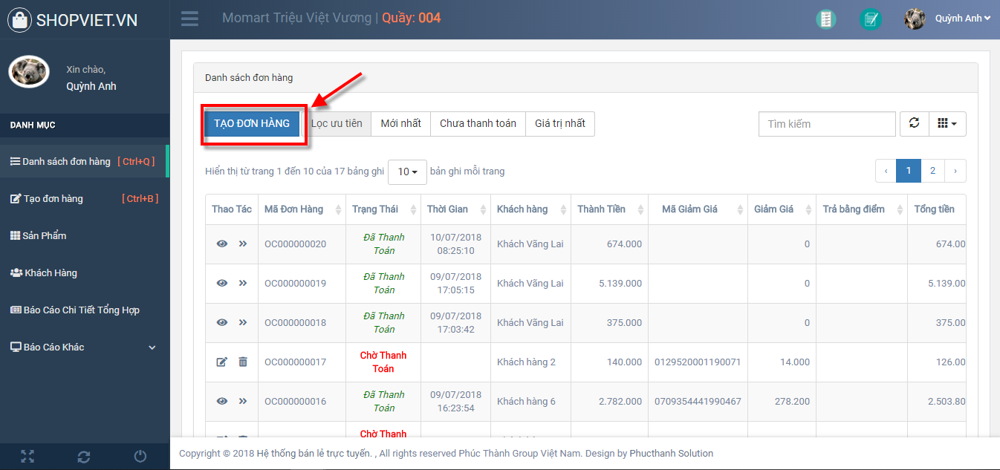 SHOPVIET.VN
Momart Triệu Việt Vương | Quầy: 004
Quỳnh Anh
Xin chào,
Quỳnh Anh
DANH MỤC
Danh sách đơn hàng [ Ctrl+Q ]
Tạo đơn hàng [ Ctrl+B ]
Sản Phẩm
Khách Hàng
Báo Cáo Chi Tiết Tổng Hợp
Báo Cáo Khác
Danh sách đơn hàng
TẠO ĐƠN HÀNG Lọc ưu tiên Mới nhất Chưa thanh toán Giá trị nhất Tìm kiếm
Hiển thị từ trang 1 đến 10 của 17 bảng ghi 10 bản ghi mỗi trang ‹ 1 2 ›
Thao Tác Mã Đơn Hàng Trạng Thái Thời Gian Khách hàng Thành Tiền Mã Giảm Giá Giảm Giá Trả bằng điểm Tổng tiền
OC000000020 Đã Thanh Toán 10/07/2018 08:25:10 Khách Vãng Lai 674.000 0 674.00
OC000000019 Đã Thanh Toán 09/07/2018 17:05:15 Khách Vãng Lai 5.139.000 0 5.139.00
OC000000018 Đã Thanh Toán 09/07/2018 17:03:42 Khách Vãng Lai 375.000 0 375.00
OC000000017 Chờ Thanh Toán Khách hàng 2 140.000 0129520001190071 14.000 126.00
OC000000016 Đã Thanh Toán 09/07/2018 16:23:54 Khách hàng 6 2.782.000 0709354441990467 278.200 2.503.80
Chờ Thanh
Copyright © 2018 Hệ thống bán lẻ trực tuyến. , All rights reserved Phúc Thành Group Việt Nam. Design by Phucthanh Solution